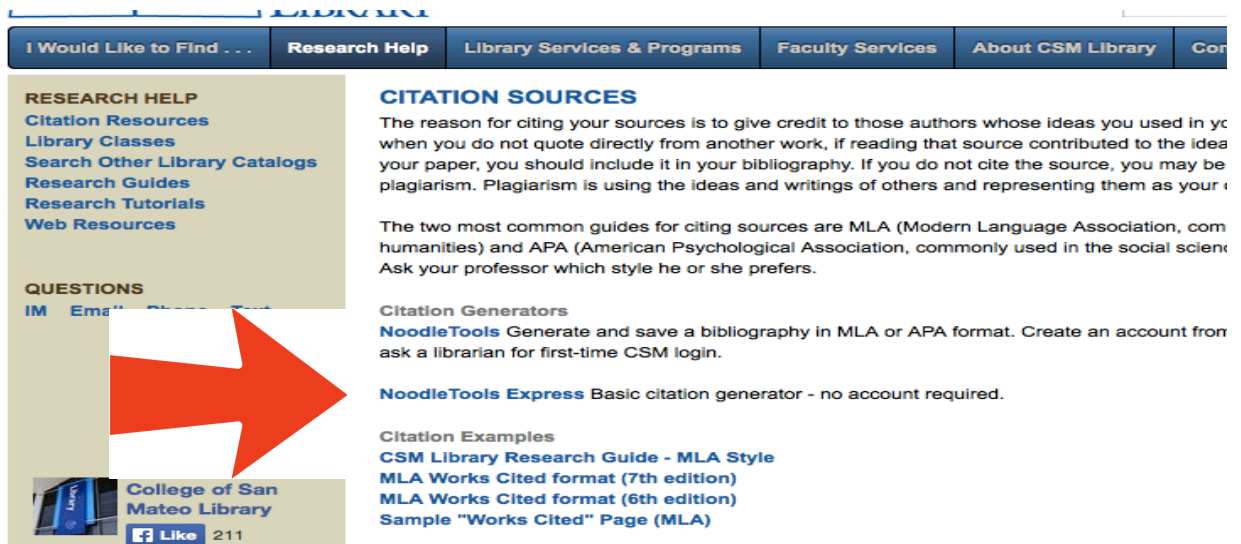 LIBRARY
I Would Like to Find . . .
Research Help
Library Services & Programs
Faculty Services
About CSM Library
RESEARCH HELP
Citation Resources
Library Classes
Search Other Library Catalogs
Research Guides
Research Tutorials
Web Resources
QUESTIONS
IM Email Phone Text
College of San
Mateo Library
Like 211
CITATION SOURCES
The reason for citing your sources is to give credit to those authors whose ideas you used in
when you do not quote directly from another work, if reading that source contributed to the
your paper, you should include it in your bibliography. If you do not cite the source, you may be
plagiarism. Plagiarism is using the ideas and writings of others and representing them as your
The two most common guides for citing sources are MLA (Modern Language Association,
humanities) and APA (American Psychological Association, commonly used in the social
Ask your professor which style he or she prefers.
Citation Generators
NoodleTools Generate and save a bibliography in MLA or APA format. Create an account from
ask a librarian for first-time CSM login.
NoodleTools Express Basic citation generator - no account required.
Citation Examples
CSM Library Research Guide - MLA Style
MLA Works Cited format (7th edition)
MLA Works Cited format (6th edition)
Sample "Works Cited" Page (MLA)